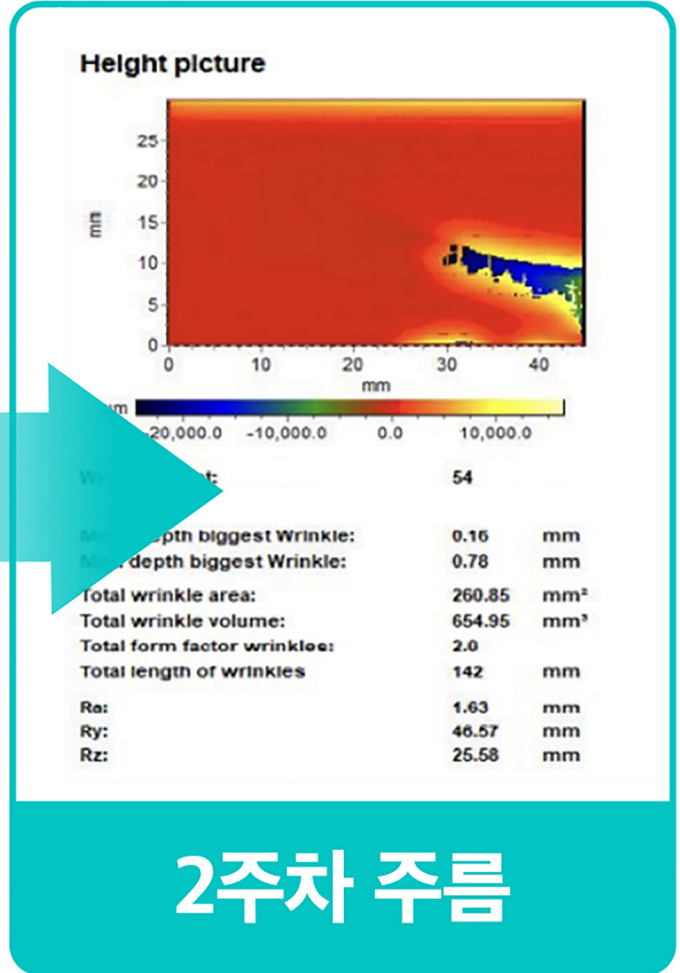 Height picture
25
20
15
10
5
0
mm
0 10 20 30 40
mm
-20,000.0 -10,000.0 0.0 10,000.0
54
depth biggest Wrinkle: 0.16 mm
depth biggest Wrinkle: 0.78 mm
Total wrinkle area: 260.85 mm²
Total wrinkle volume: 654.95 mm³
Total form factor wrinkles: 2.0
Total length of wrinkles 142 mm
Ra: 1.63 mm
Ry: 46.57 mm
Rz: 25.58 mm
2주차 주름